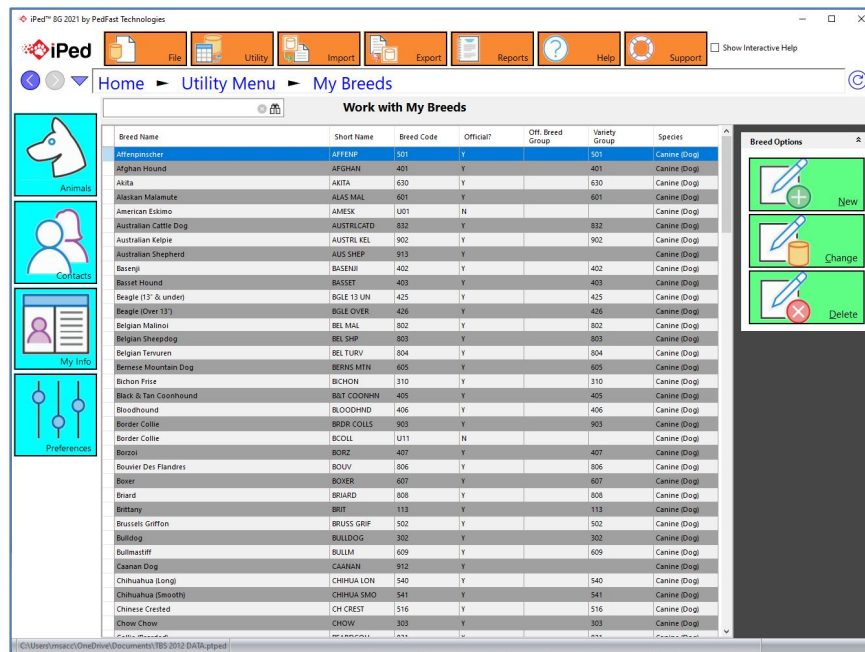 iPed™ 8G 2021 by PedFast Technologies
iPed File Utility Import Export Reports Help Support Show Interactive Help
Home ► Utility Menu ► My Breeds
Work with My Breeds
Breed Name Short Name Breed Code Official? Off. Breed Group Variety Group Species
Affenpinscher AFFENP 501 Y 501 Canine (Dog)
Afghan Hound AFGHAN 401 Y 401 Canine (Dog)
Akita AKITA 630 Y 630 Canine (Dog)
Alaskan Malamute ALAS MAL 601 Y 601 Canine (Dog)
American Eskimo AMESK U01 N Canine (Dog)
Australian Cattle Dog AUSTRLCATD 832 Y 832 Canine (Dog)
Australian Kelpie AUSTRL KEL 902 Y 902 Canine (Dog)
Australian Shepherd AUS SHEP 913 Y Canine (Dog)
Basenji BASENJI 402 Y 402 Canine (Dog)
Basset Hound BASSET 403 Y 403 Canine (Dog)
Beagle (13" & under) BGLE 13 UN 425 Y 425 Canine (Dog)
Beagle (Over 13") BGLE OVER 426 Y 426 Canine (Dog)
Belgian Malinoi BEL MAL 802 Y 802 Canine (Dog)
Belgian Sheepdog BEL SHP 803 Y 803 Canine (Dog)
Belgian Tervuren BEL TURV 804 Y 804 Canine (Dog)
Bernese Mountain Dog BERNS MTN 605 Y 605 Canine (Dog)
Bichon Frise BICHON 310 Y 310 Canine (Dog)
Black & Tan Coonhound B&T COONHN 405 Y 405 Canine (Dog)
Bloodhound BLOODHND 406 Y 406 Canine (Dog)
Border Collie BRDR COLLS 903 Y 903 Canine (Dog)
Border Collie BCOLL U11 N Canine (Dog)
Borzoi BORZ 407 Y 407 Canine (Dog)
Bouvier Des Flandres BOUV 806 Y 806 Canine (Dog)
Boxer BOXER 607 Y 607 Canine (Dog)
Briard BRIARD 808 Y 808 Canine (Dog)
Brittany BRIT 113 Y 113 Canine (Dog)
Brussels Griffon BRUSS GRIF 502 Y 502 Canine (Dog)
Bulldog BULLDOG 302 Y 302 Canine (Dog)
Bullmastiff BULLM 609 Y 609 Canine (Dog)
Caanan Dog CAANAN 912 Y Canine (Dog)
Chihuahua (Long) CHIHUA LON 540 Y 540 Canine (Dog)
Chihuahua (Smooth) CHIHUA SMO 541 Y 541 Canine (Dog)
Chinese Crested CH CREST 516 Y 516 Canine (Dog)
Chow Chow CHOW 303 Y 303 Canine (Dog)
Animals
Contacts
My Info
Preferences
Breed Options
New
Change
Delete
C:\Users\msacc\OneDrive\Documents\TBS 2012 DATA.ptped